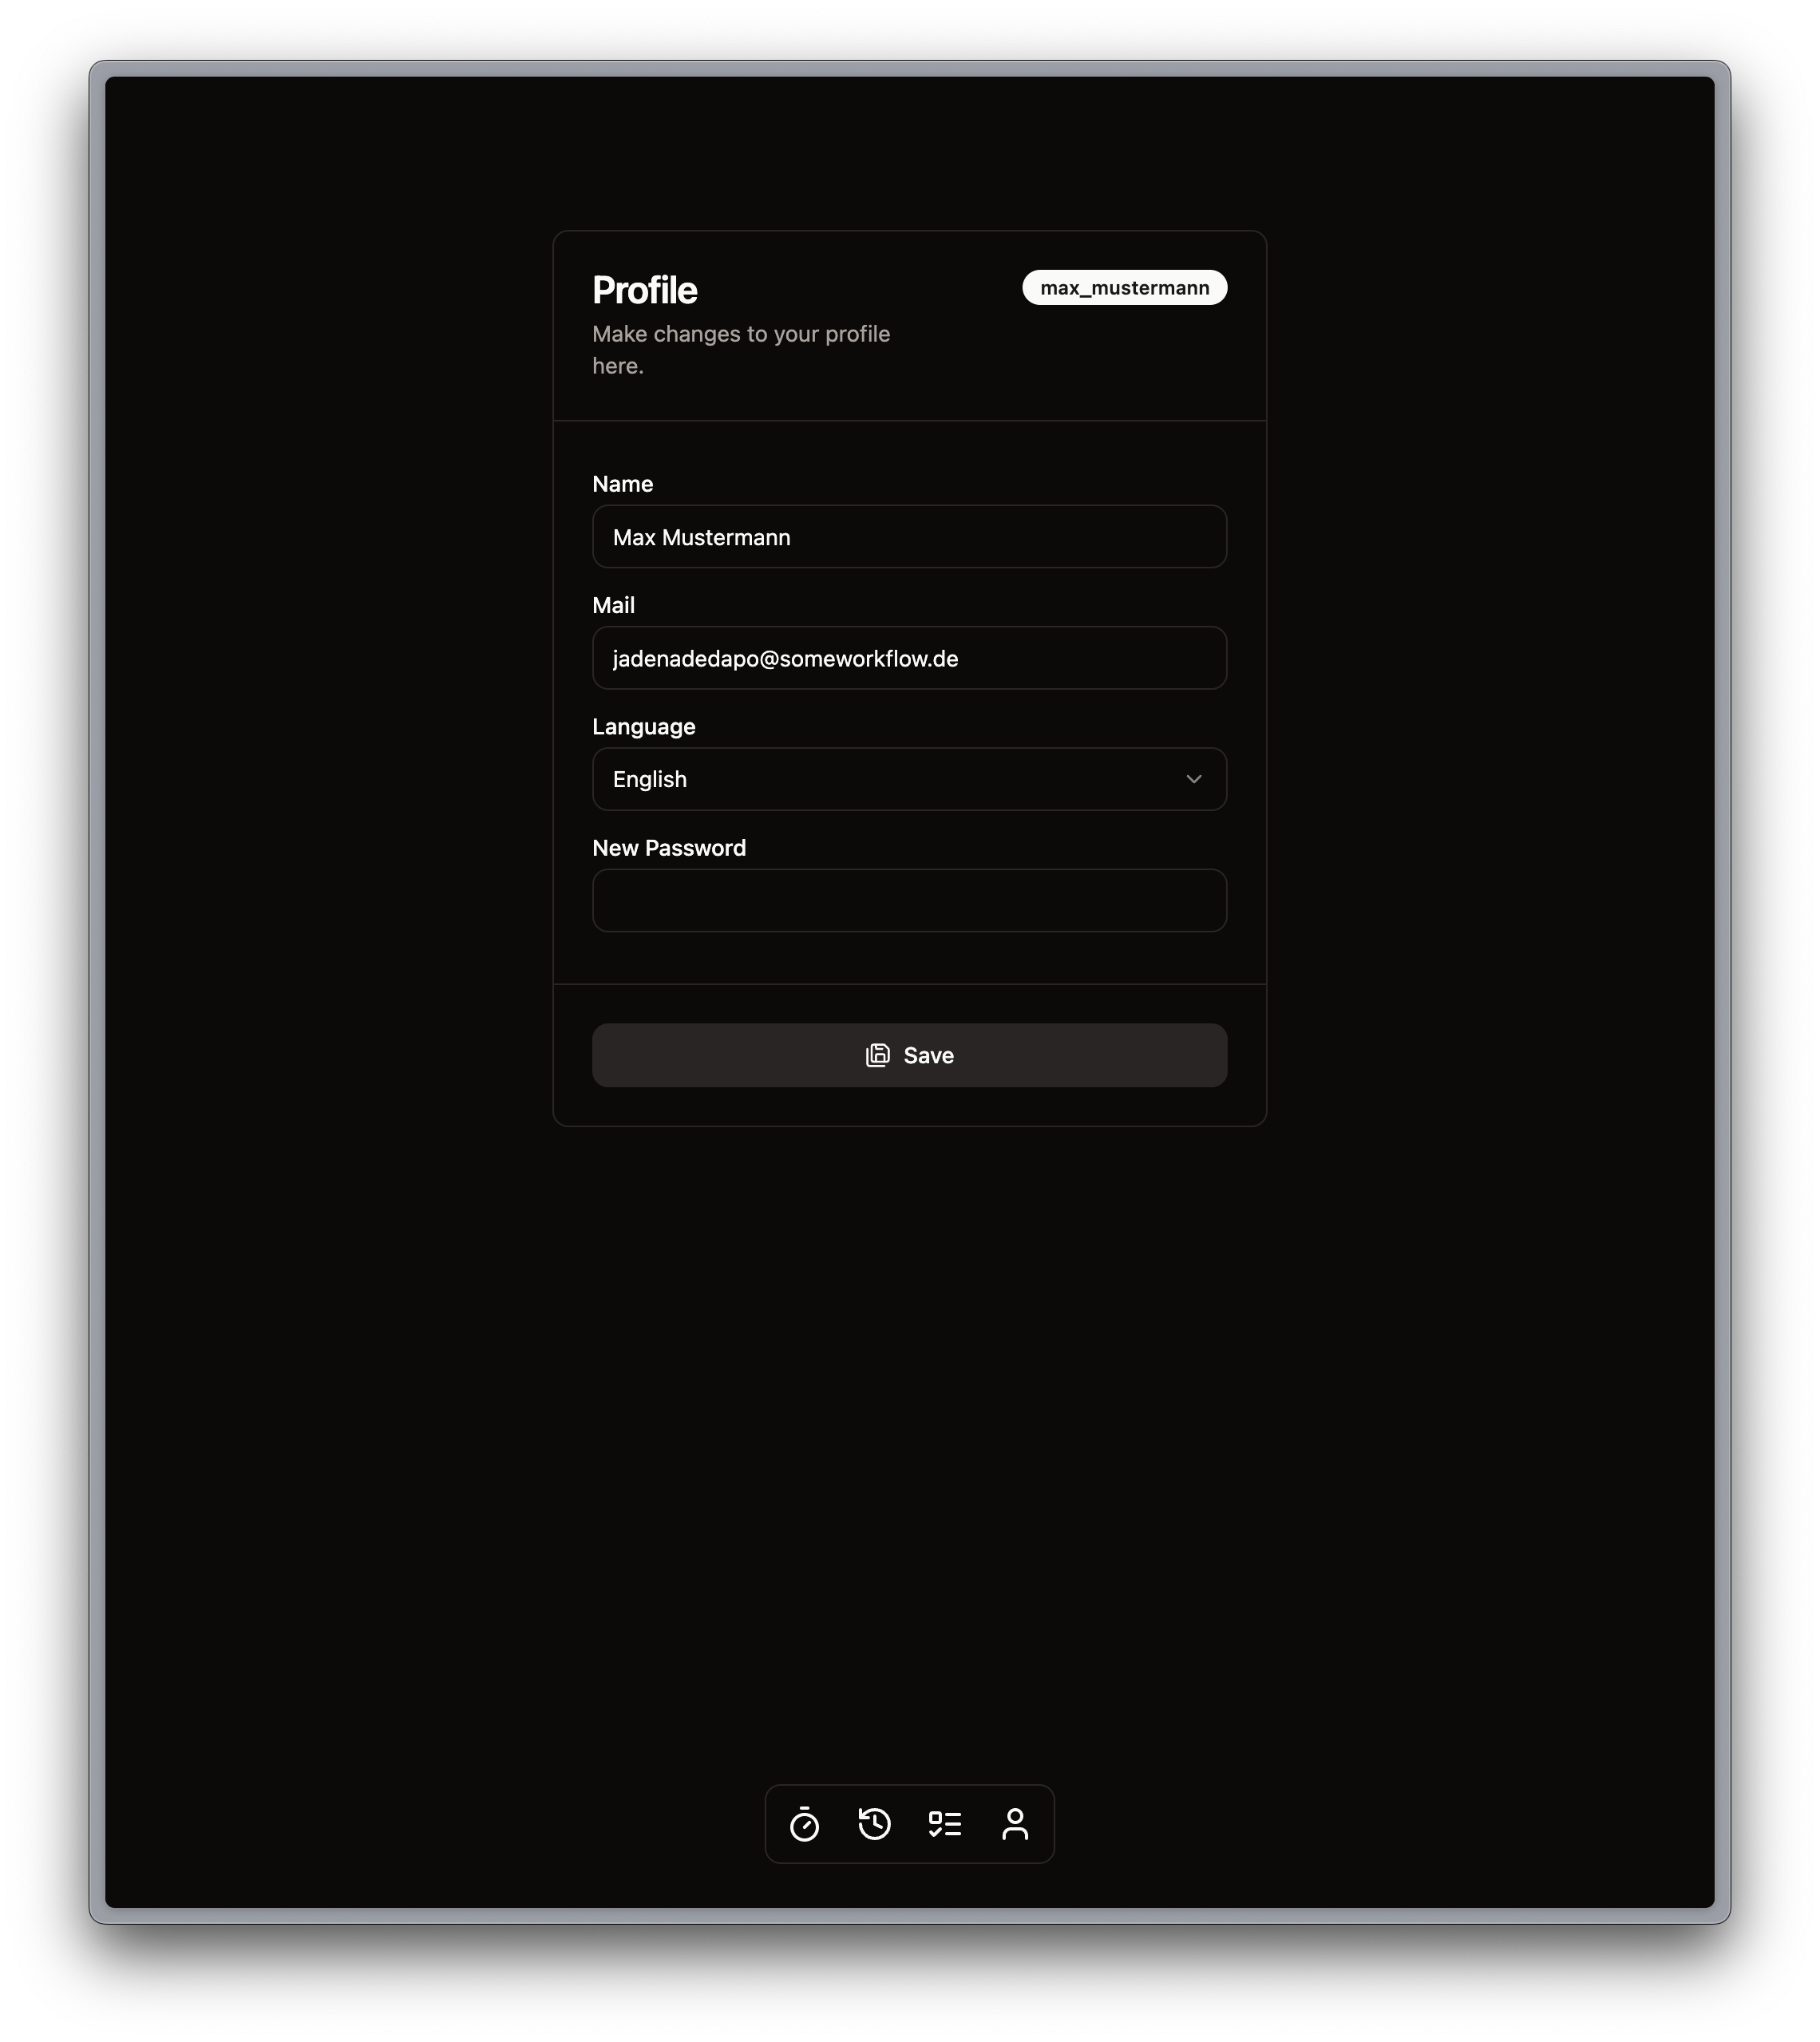 Profile
max_mustermann
Make changes to your profile
here.
Name
Max Mustermann
Mail
jadenadedapo@someworkflow.de
Language
English
New Password
Save